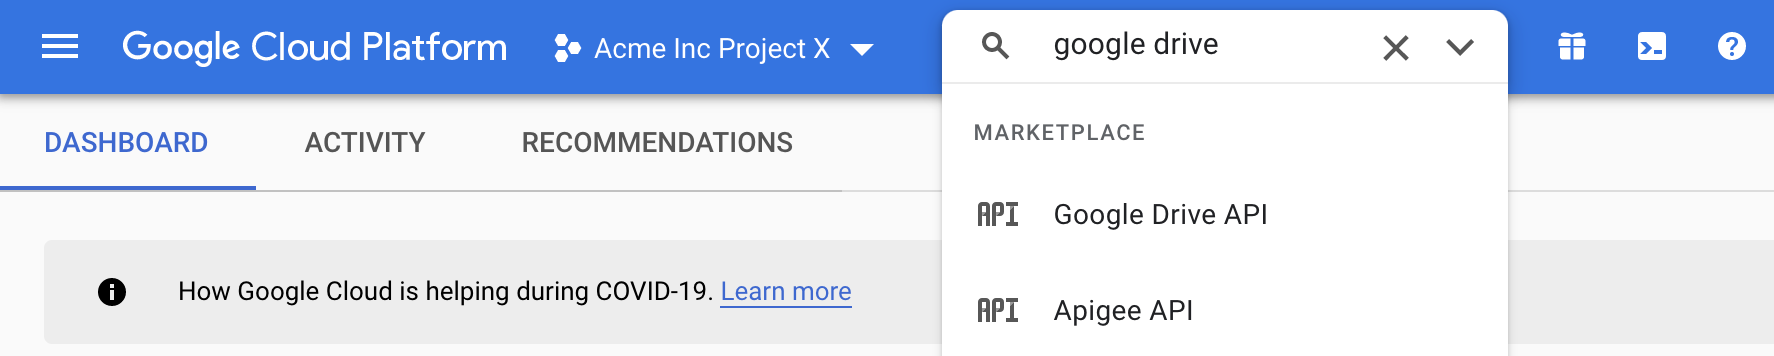 Google Cloud Platform
Acme Inc Project X
google drive
DASHBOARD
ACTIVITY
RECOMMENDATIONS
MARKETPLACE
API Google Drive API
API Apigee API
How Google Cloud is helping during COVID-19. Learn more